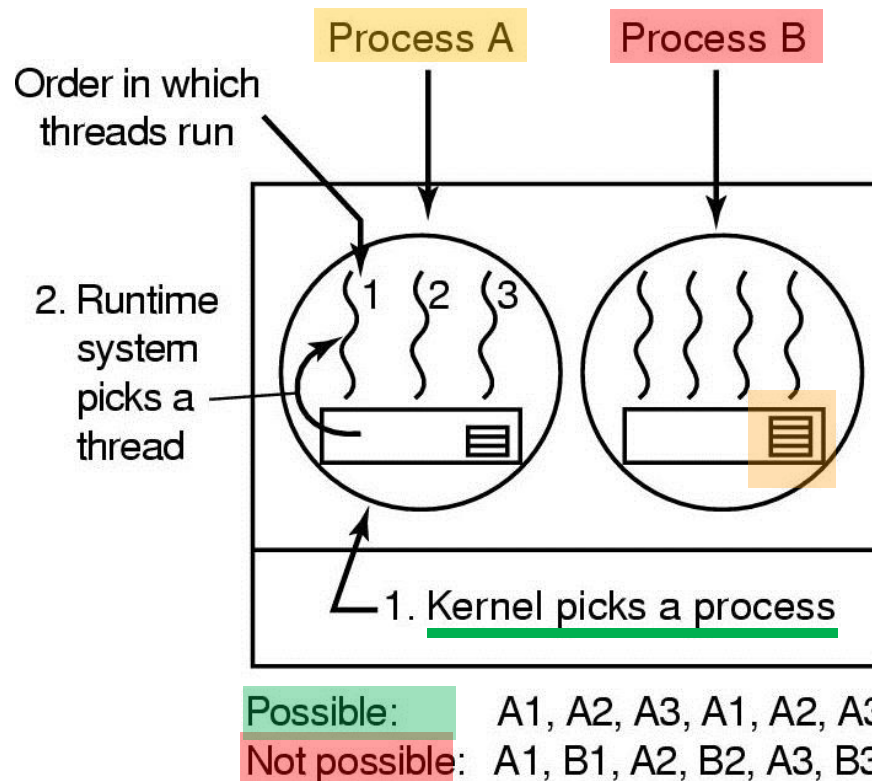 Process A
Process B
Order in which
threads run
1
2
3
2. Runtime
system
picks a
thread
1. Kernel picks a process
Possible: A1, A2, A3, A1, A2, A3
Not possible: A1, B1, A2, B2, A3, B3